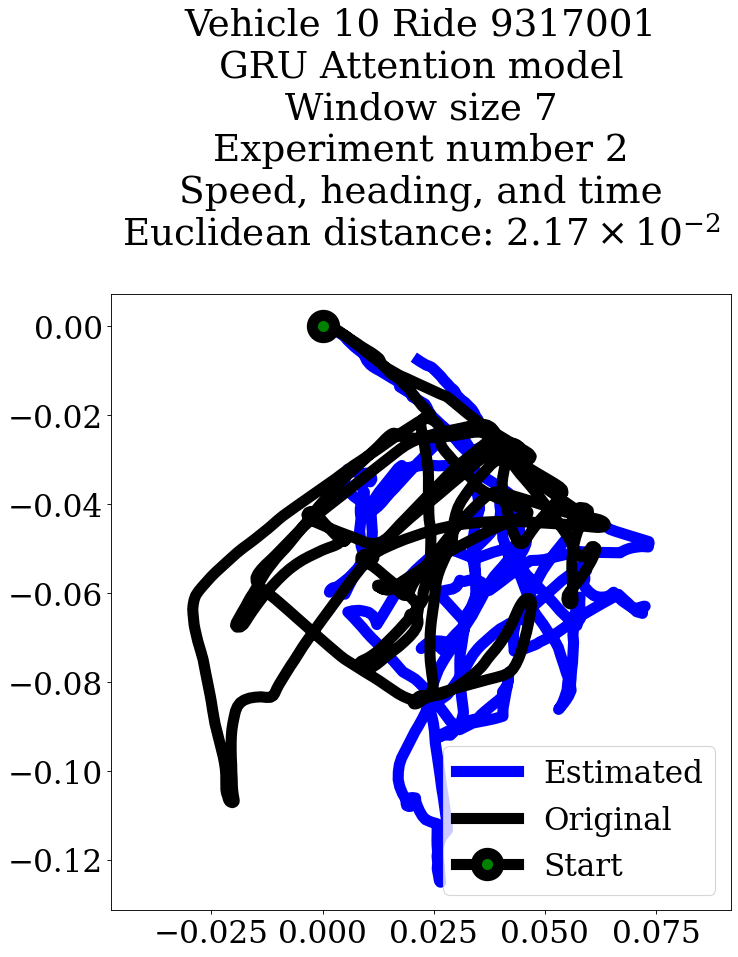 Vehicle 10 Ride 9317001
GRU Attention model
Window size 7
Experiment number 2
Speed, heading, and time
Euclidean distance: 2.17 × 10⁻²
0.00
−0.02
−0.04
−0.06
−0.08
−0.10
−0.12
Estimated
Original
Start
−0.025 0.000 0.025 0.050 0.075